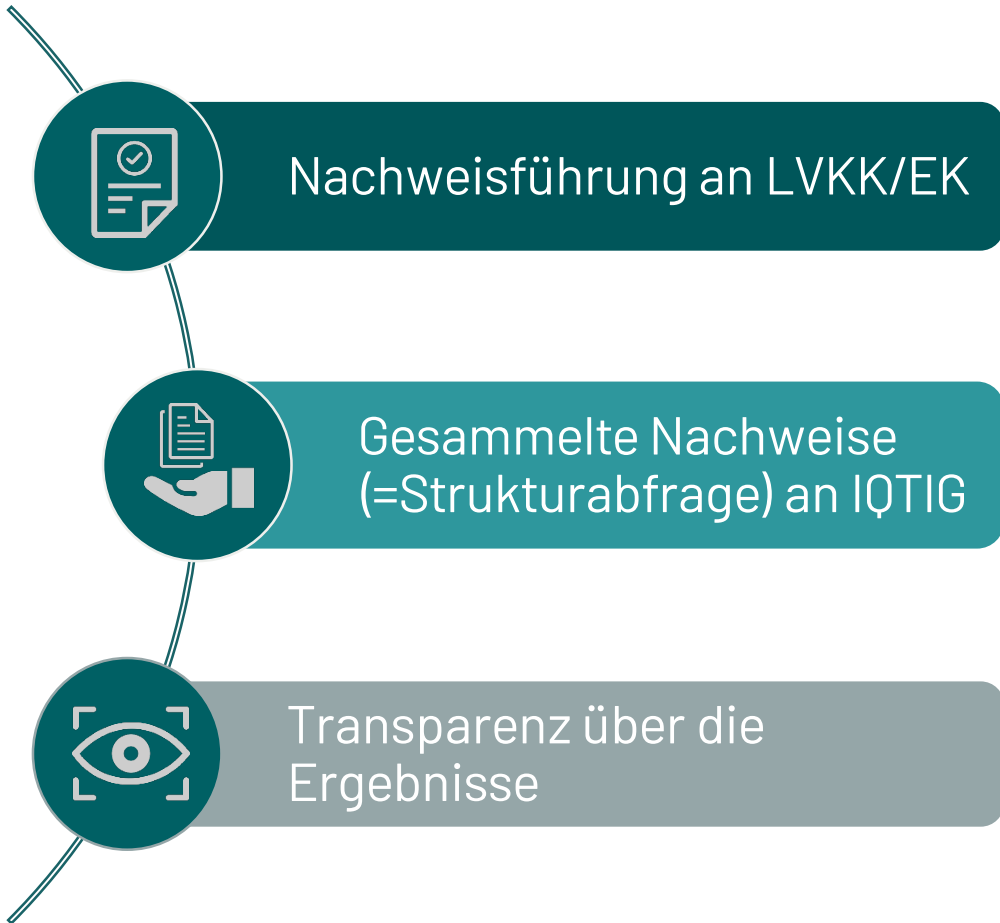 Nachweisführung an LVKK/EK
Gesammelte Nachweise
(=Strukturabfrage) an IQTIG
Transparenz über die
Ergebnisse